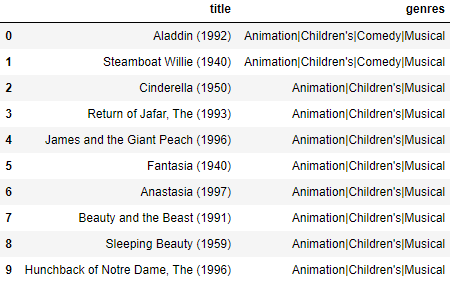 title genres
0 Aladdin (1992) Animation|Children's|Comedy|Musical
1 Steamboat Willie (1940) Animation|Children's|Comedy|Musical
2 Cinderella (1950) Animation|Children's|Musical
3 Return of Jafar, The (1993) Animation|Children's|Musical
4 James and the Giant Peach (1996) Animation|Children's|Musical
5 Fantasia (1940) Animation|Children's|Musical
6 Anastasia (1997) Animation|Children's|Musical
7 Beauty and the Beast (1991) Animation|Children's|Musical
8 Sleeping Beauty (1959) Animation|Children's|Musical
9 Hunchback of Notre Dame, The (1996) Animation|Children's|Musical